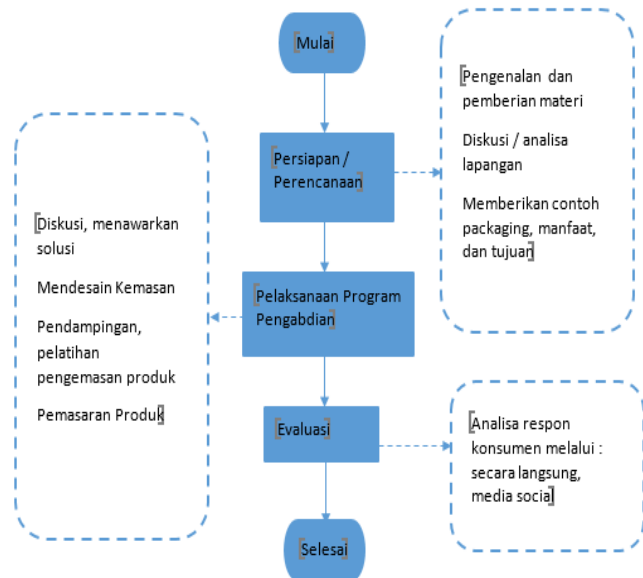 Mulai
Pengenalan dan
pemberian materi
Diskusi / analisa
lapangan
Memberikan contoh
packaging, manfaat,
dan tujuan
Persiapan /
Perencanaan
Diskusi, menawarkan
solusi
Mendesain Kemasan
Pendampingan,
pelatihan
pengemasan produk
Pemasaran Produk
Pelaksanaan Program
Pengabdian
Evaluasi
Analisa respon
konsumen melalui :
secara langsung,
media social
Selesai